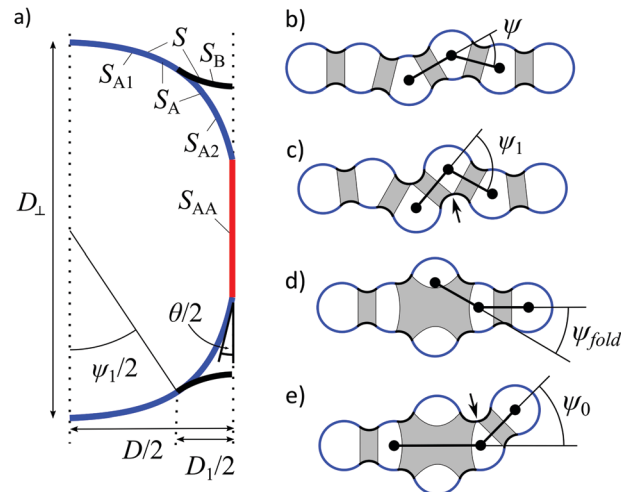 a)
S
S_B
S_A1
S_A
S_A2
D_⊥
S_AA
θ/2
ψ_1/2
D/2
D_1/2
b)
ψ
c)
ψ_1
d)
ψ_fold
e)
ψ_0